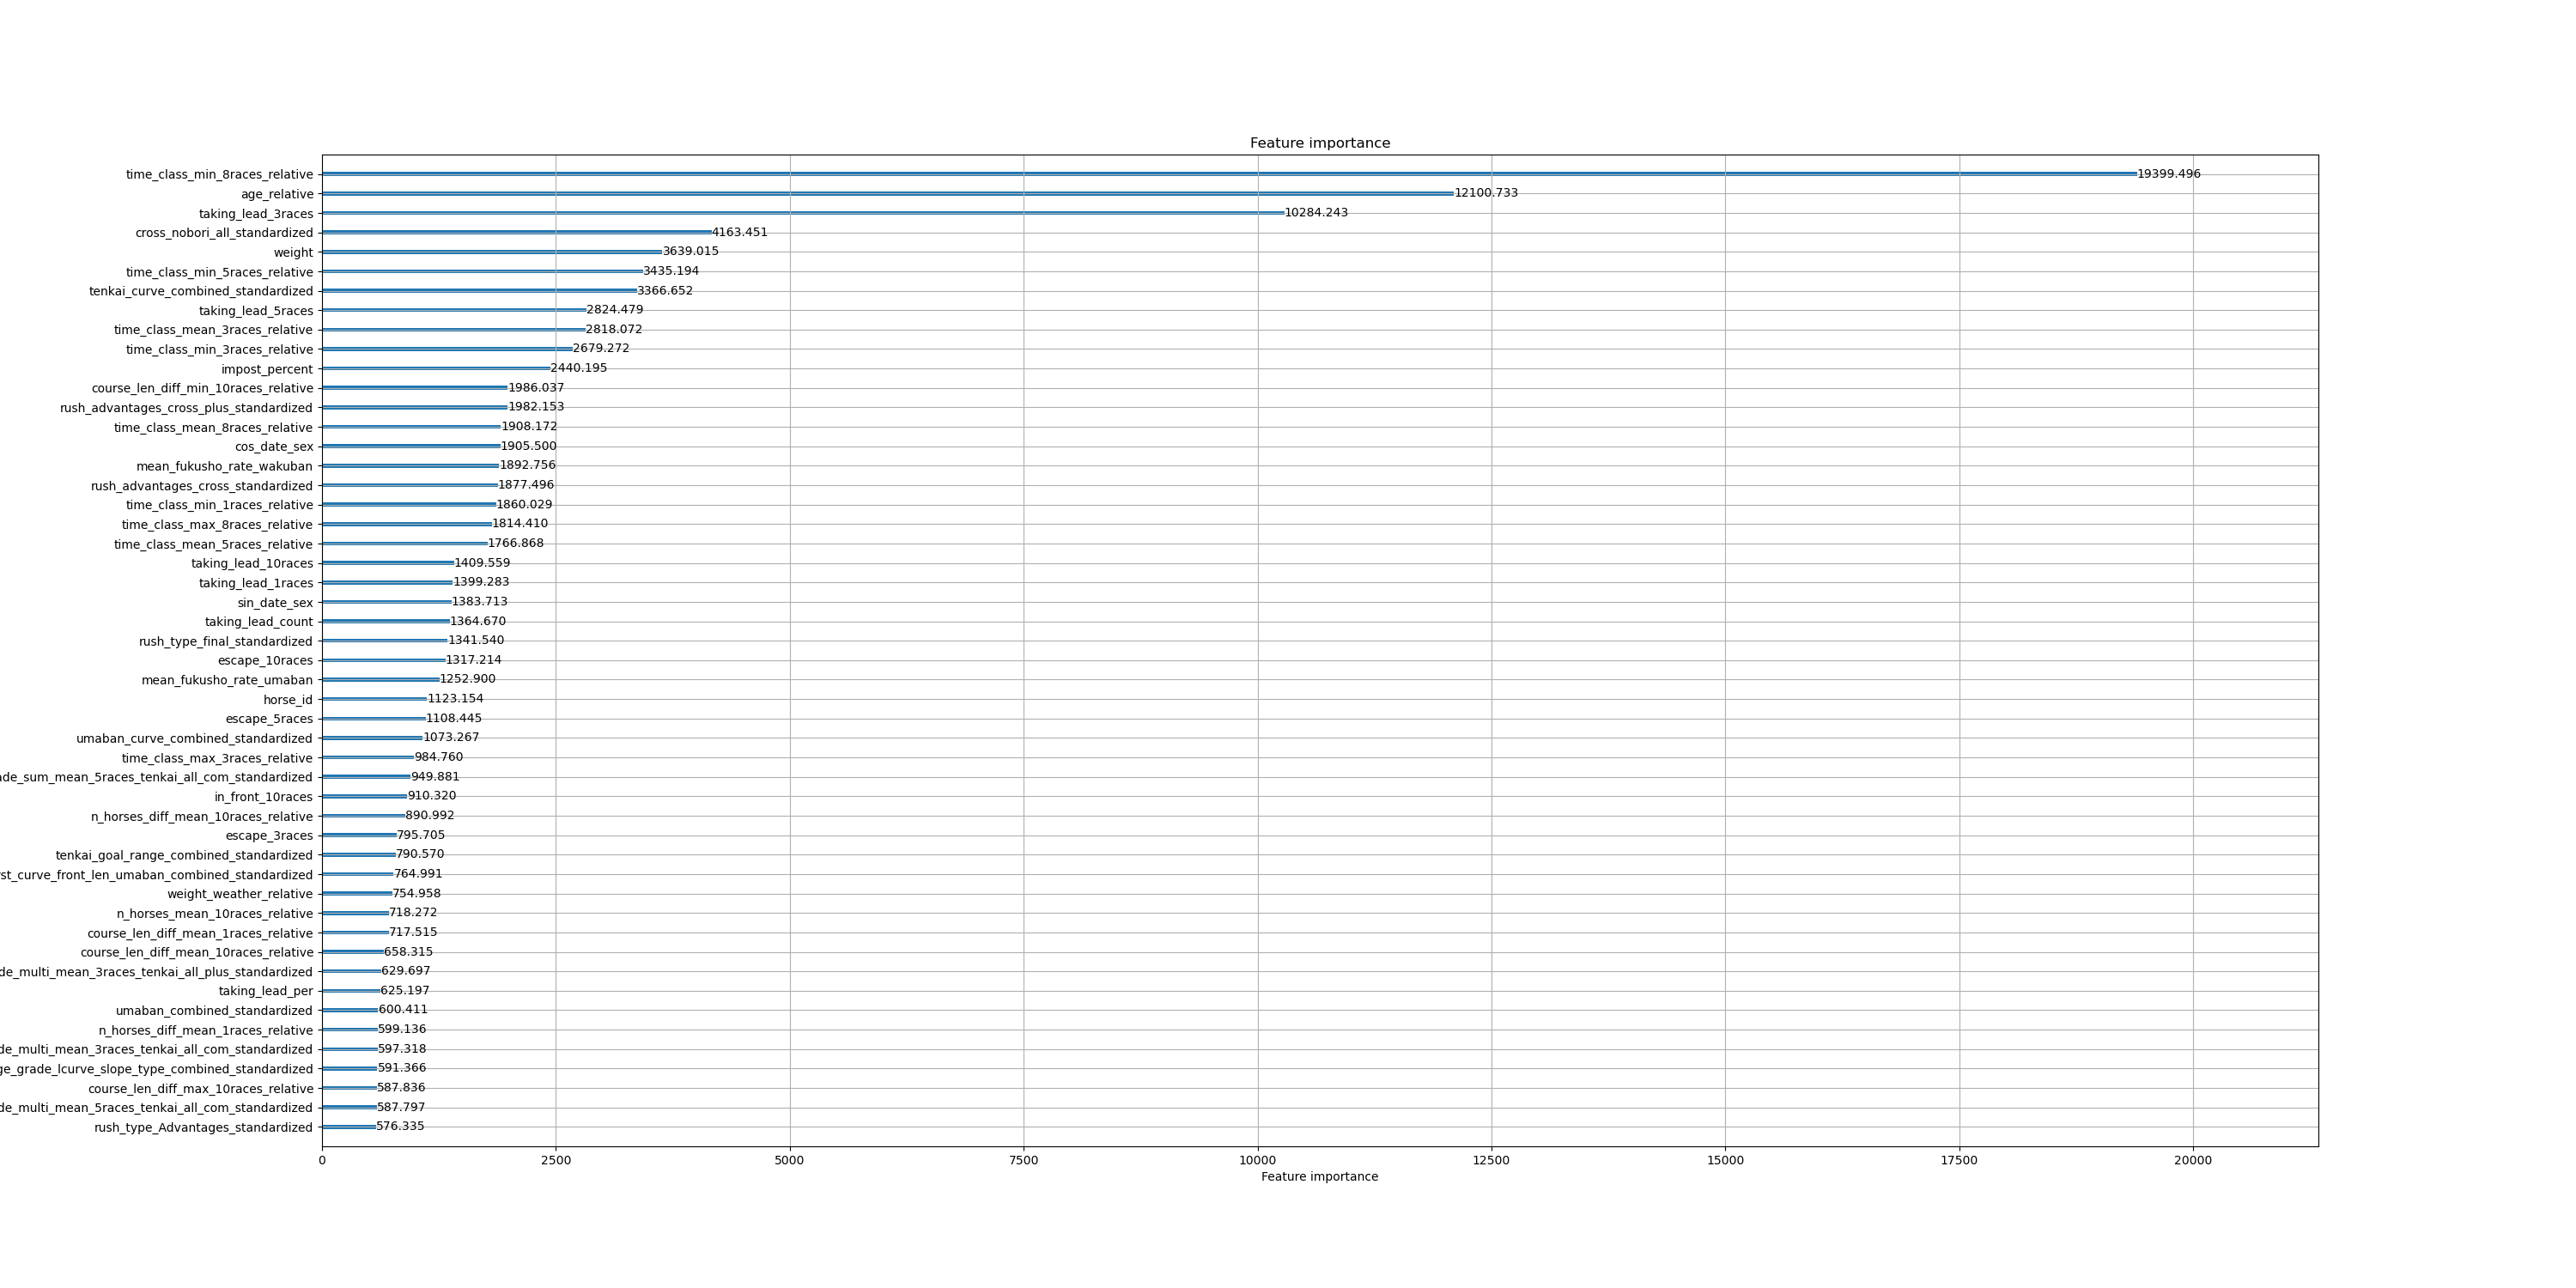 Feature importance
time_class_min_8races_relative 19399.496
age_relative 12100.733
taking_lead_3races 10284.243
cross_nobori_all_standardized 4163.451
weight 3639.015
time_class_min_5races_relative 3435.194
tenkai_curve_combined_standardized 3366.652
taking_lead_5races 2824.479
time_class_mean_3races_relative 2818.072
time_class_min_3races_relative 2679.272
impost_percent 2440.195
course_len_diff_min_10races_relative 1986.037
rush_advantages_cross_plus_standardized 1982.153
time_class_mean_8races_relative 1908.172
cos_date_sex 1905.500
mean_fukusho_rate_wakuban 1892.756
rush_advantages_cross_standardized 1877.496
time_class_min_1races_relative 1860.029
time_class_max_8races_relative 1814.410
time_class_mean_5races_relative 1766.868
taking_lead_10races 1409.559
taking_lead_1races 1399.283
sin_date_sex 1383.713
taking_lead_count 1364.670
rush_type_final_standardized 1341.540
escape_10races 1317.214
mean_fukusho_rate_umaban 1252.900
horse_id 1123.154
escape_5races 1108.445
umaban_curve_combined_standardized 1073.267
time_class_max_3races_relative 984.760
de_sum_mean_5races_tenkai_all_com_standardized 949.881
in_front_10races 910.320
n_horses_diff_mean_10races_relative 890.992
escape_3races 795.705
tenkai_goal_range_combined_standardized 790.570
st_curve_front_len_umaban_combined_standardized 764.991
weight_weather_relative 754.958
n_horses_mean_10races_relative 718.272
course_len_diff_mean_1races_relative 717.515
course_len_diff_mean_10races_relative 658.315
de_multi_mean_3races_tenkai_all_plus_standardized 629.697
taking_lead_per 625.197
umaban_combined_standardized 600.411
n_horses_diff_mean_1races_relative 599.136
de_multi_mean_3races_tenkai_all_com_standardized 597.318
ge_grade_lcurve_slope_type_combined_standardized 591.366
course_len_diff_max_10races_relative 587.836
de_multi_mean_5races_tenkai_all_com_standardized 587.797
rush_type_Advantages_standardized 576.335
0 2500 5000 7500 10000 12500 15000 17500 20000
Feature importance